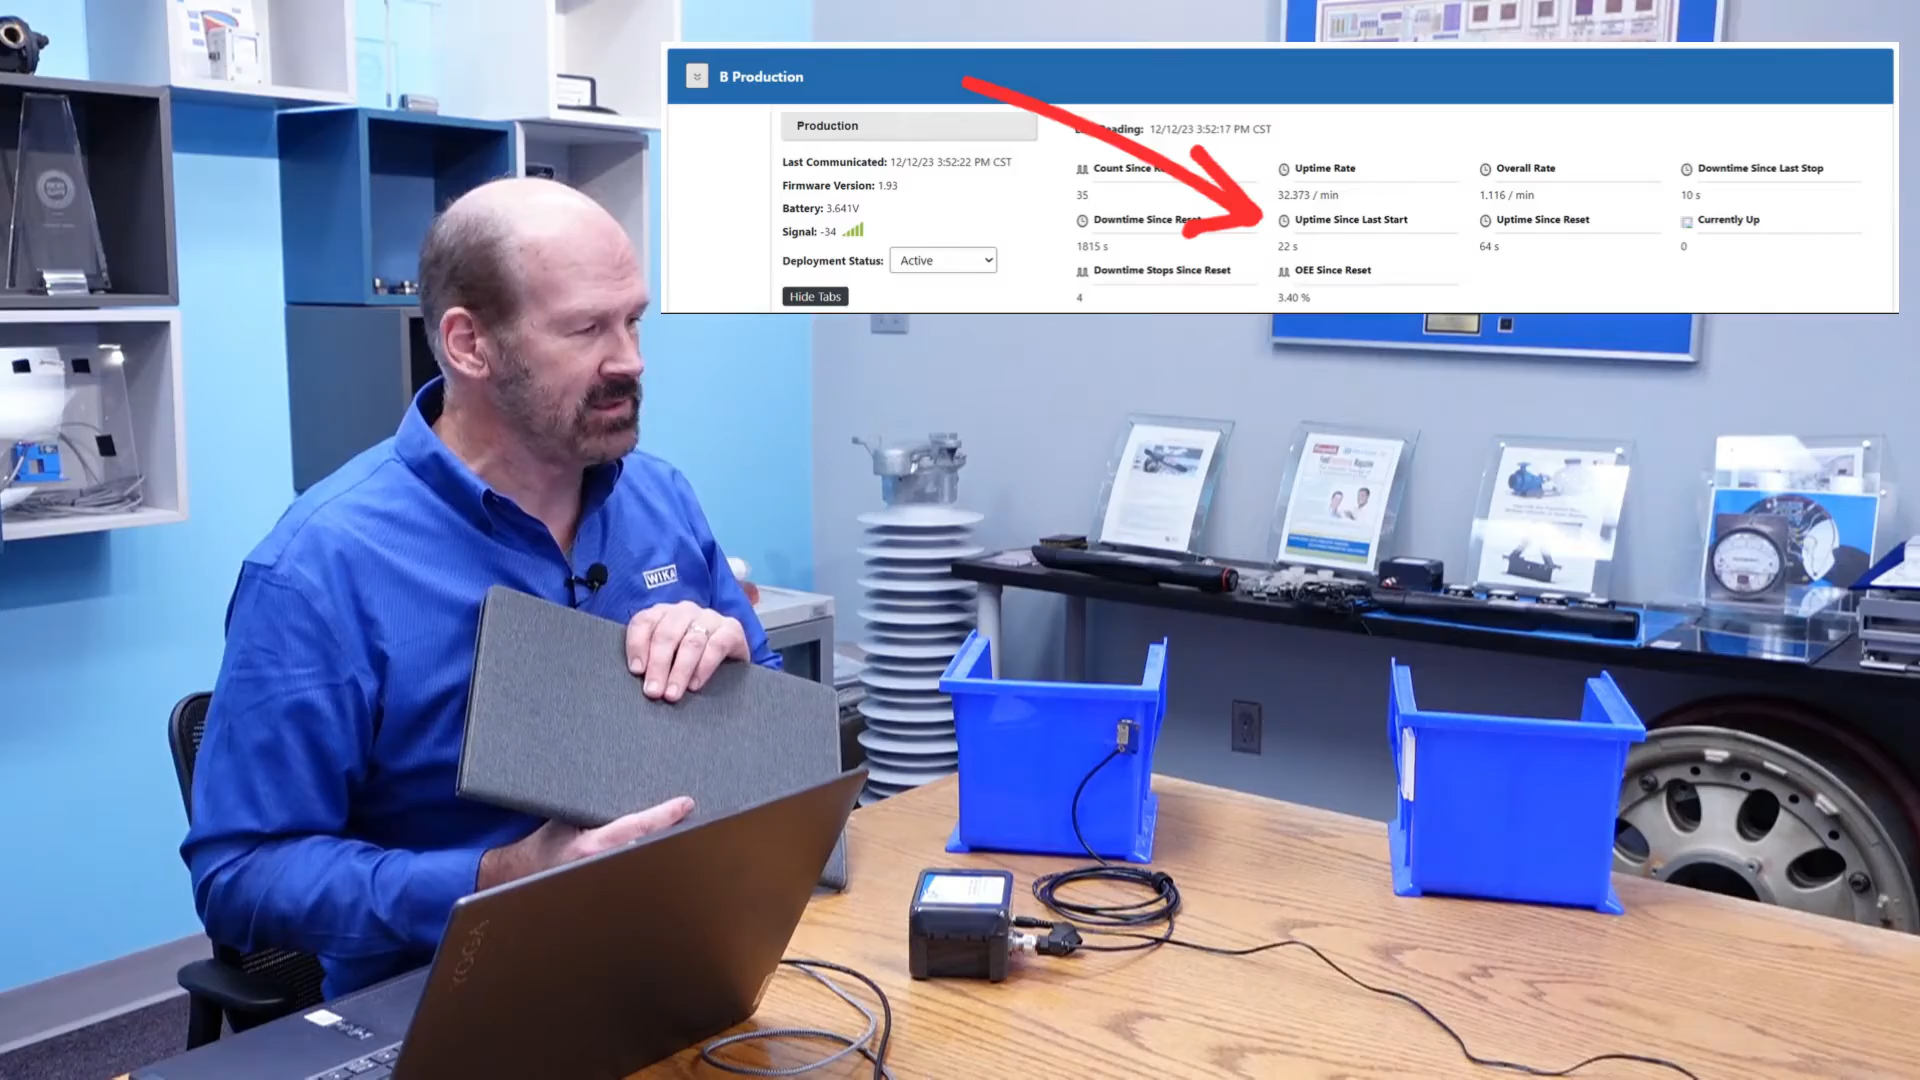 B Production
Production
Last Communicated: 12/12/23 3:52:22 PM CST
Firmware Version: 1.93
Battery: 3.641V
Signal: -34
Deployment Status: Active
Hide Tabs
Reading: 12/12/23 3:52:17 PM CST
Count Since
35
Uptime Rate
32.373 / min
Overall Rate
1.116 / min
Downtime Since Last Stop
10 s
Downtime Since Reset
1815 s
Uptime Since Last Start
22 s
Uptime Since Reset
64 s
Currently Up
0
Downtime Stops Since Reset
4
OEE Since Reset
3.40 %
WIKA
YOGA